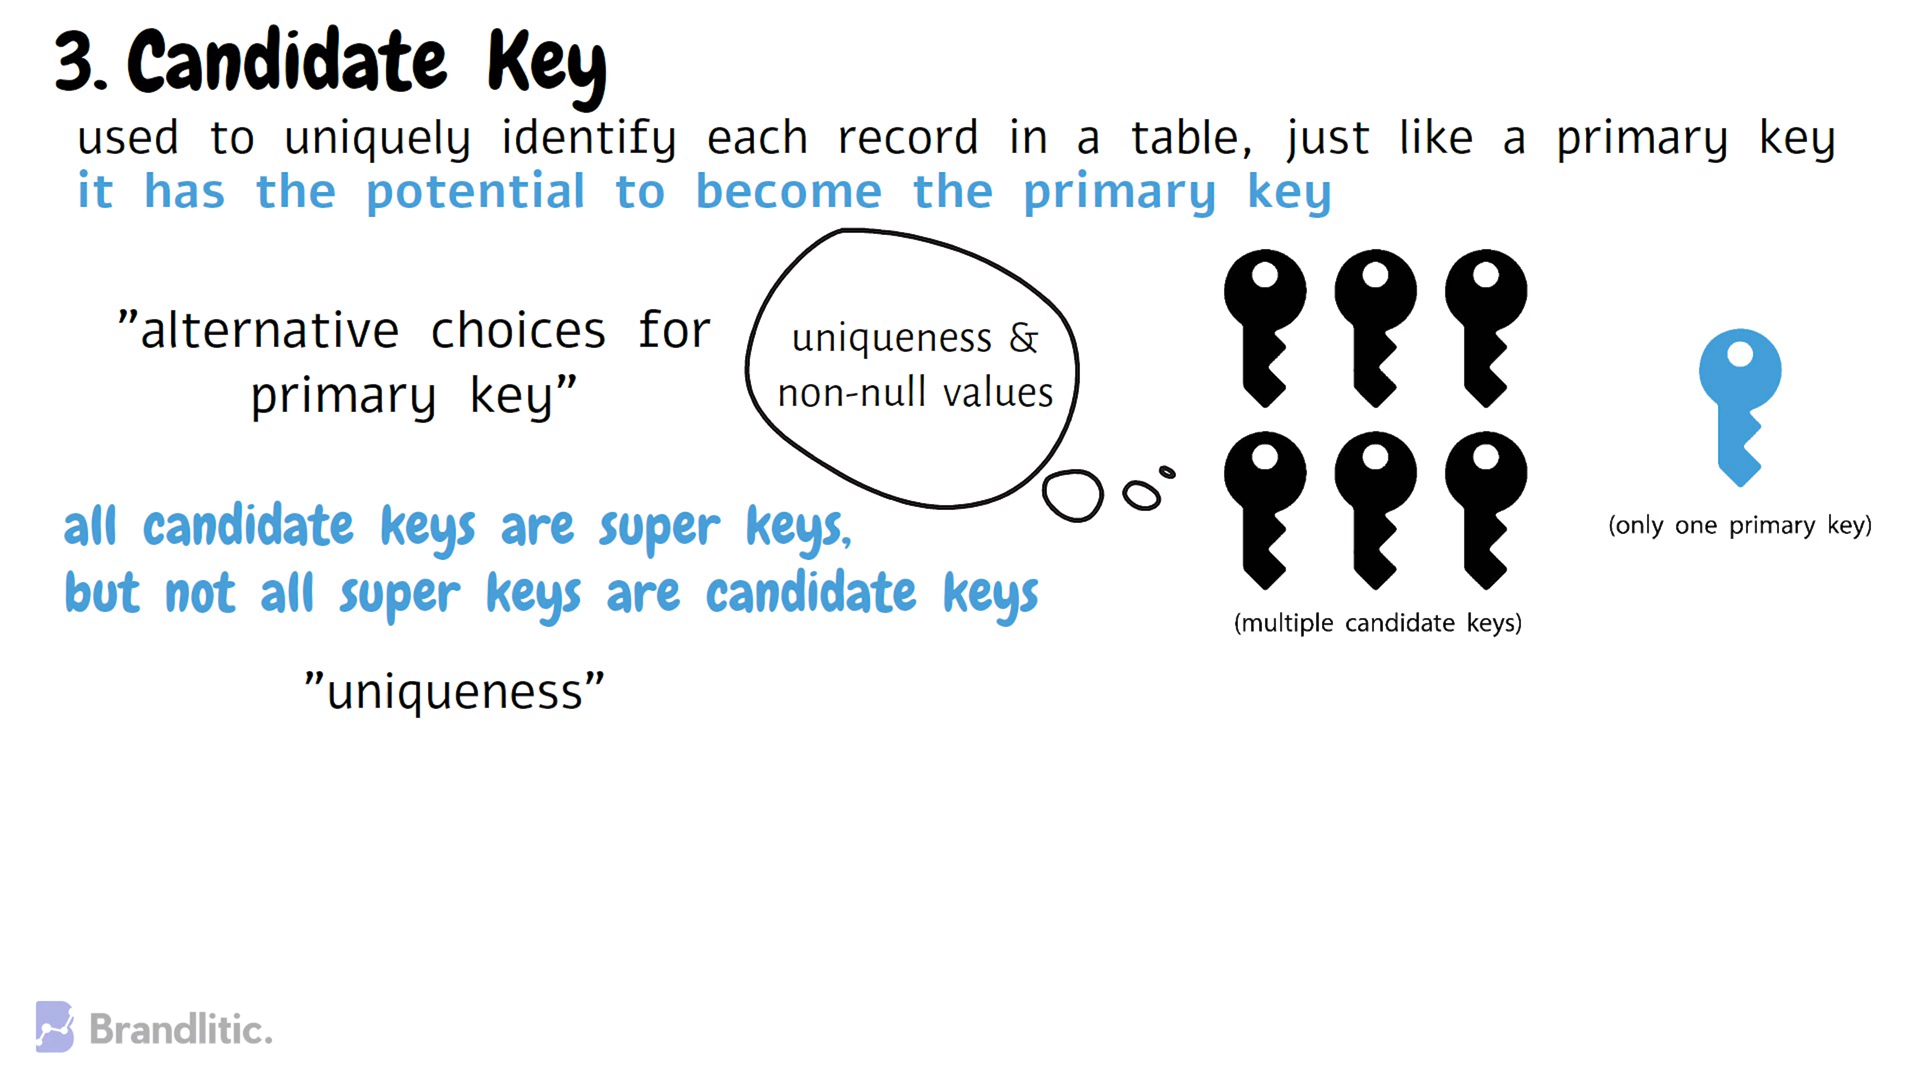 3. Candidate Key
used to uniquely identify each record in a table, just like a primary key
it has the potential to become the primary key
”alternative choices for
primary key”
uniqueness &
non-null values
all candidate keys are super keys,
but not all super keys are candidate keys
”uniqueness”
(multiple candidate keys)
(only one primary key)
Brandlitic.